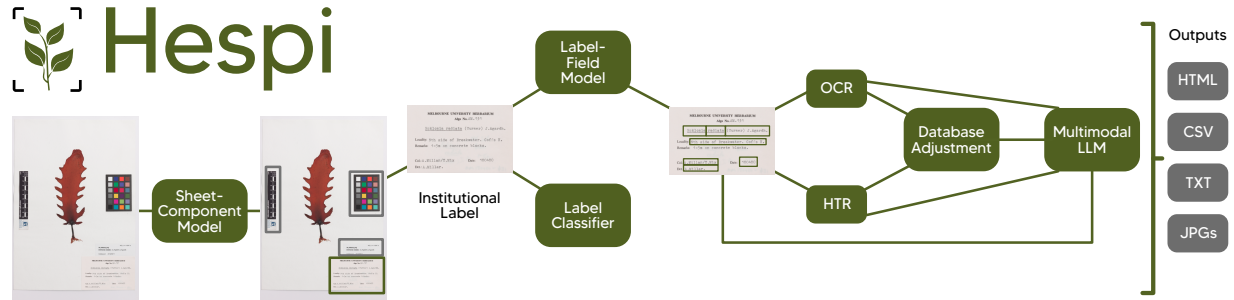 Hespi
Sheet-
Component
Model
MELBOURNE UNIVERSITY HERBARIUM
Institutional
Label
Label-
Field
Model
Label
Classifier
MELBOURNE UNIVERSITY HERBARIUM
OCR
HTR
Database
Adjustment
Multimodal
LLM
Outputs
HTML
CSV
TXT
JPGs